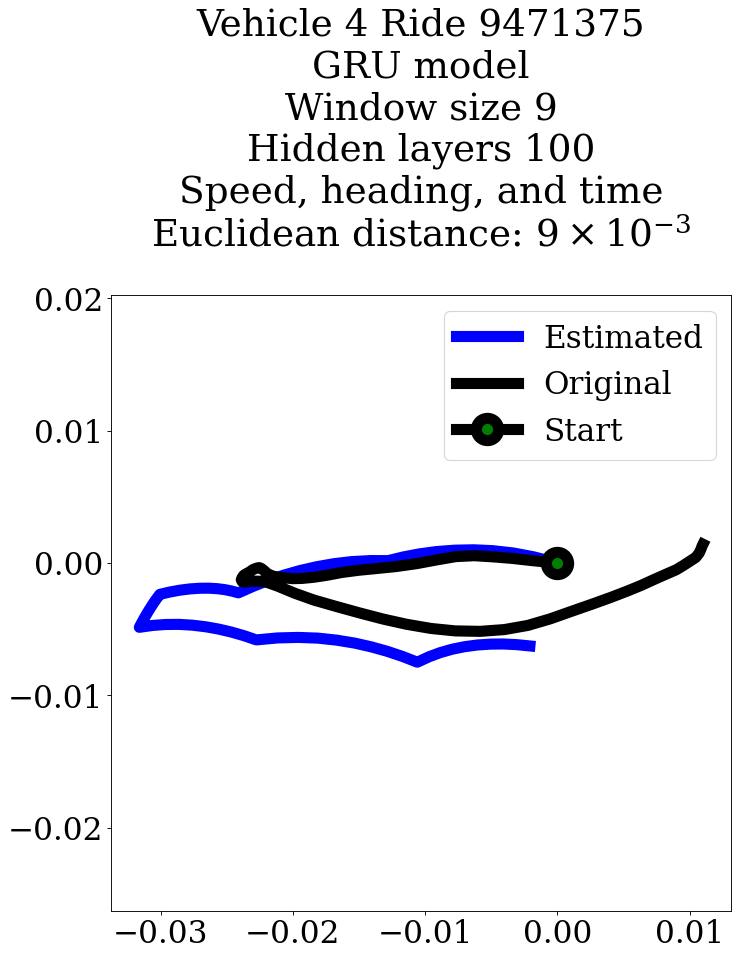 Vehicle 4 Ride 9471375
GRU model
Window size 9
Hidden layers 100
Speed, heading, and time
Euclidean distance: 9 × 10⁻³
Estimated
Original
Start
0.02
0.01
0.00
−0.01
−0.02
−0.03 −0.02 −0.01 0.00 0.01